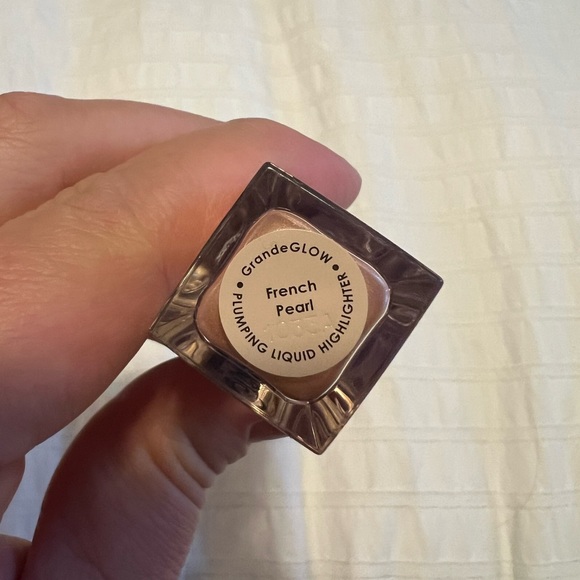 GrandeGLOW
• PLUMPING LIQUID HIGHLIGHTER •
French
Pearl